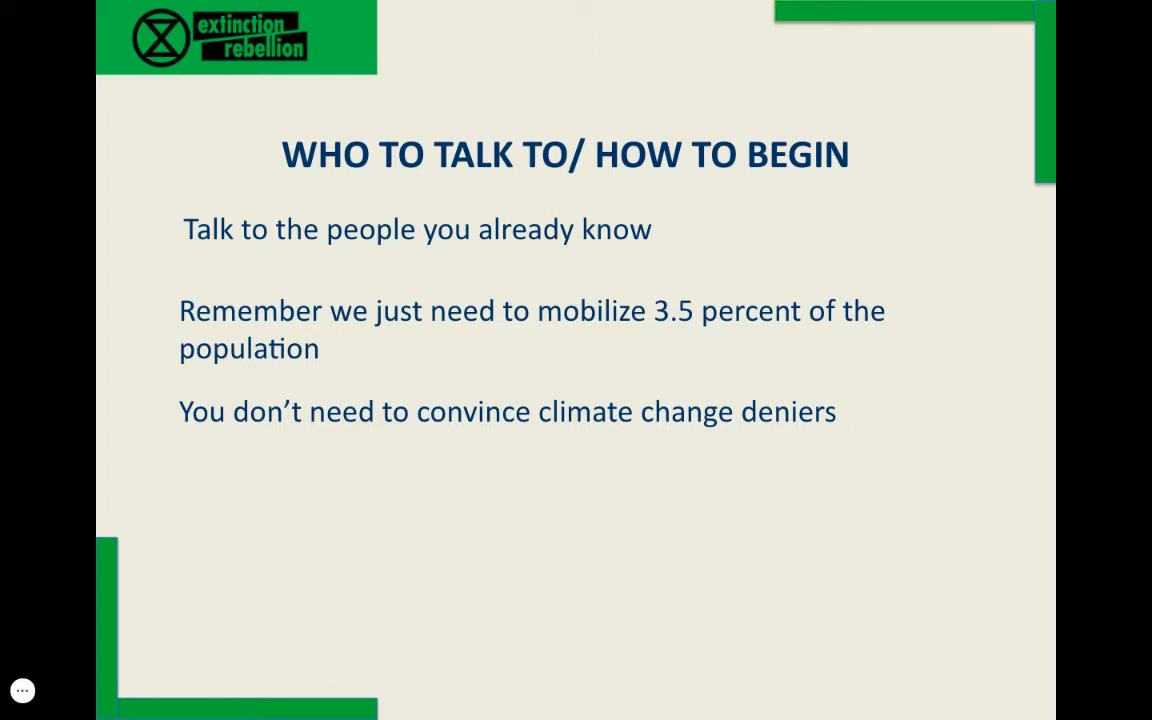 extinction
rebellion
WHO TO TALK TO/ HOW TO BEGIN
Talk to the people you already know
Remember we just need to mobilize 3.5 percent of the
population
You don’t need to convince climate change deniers